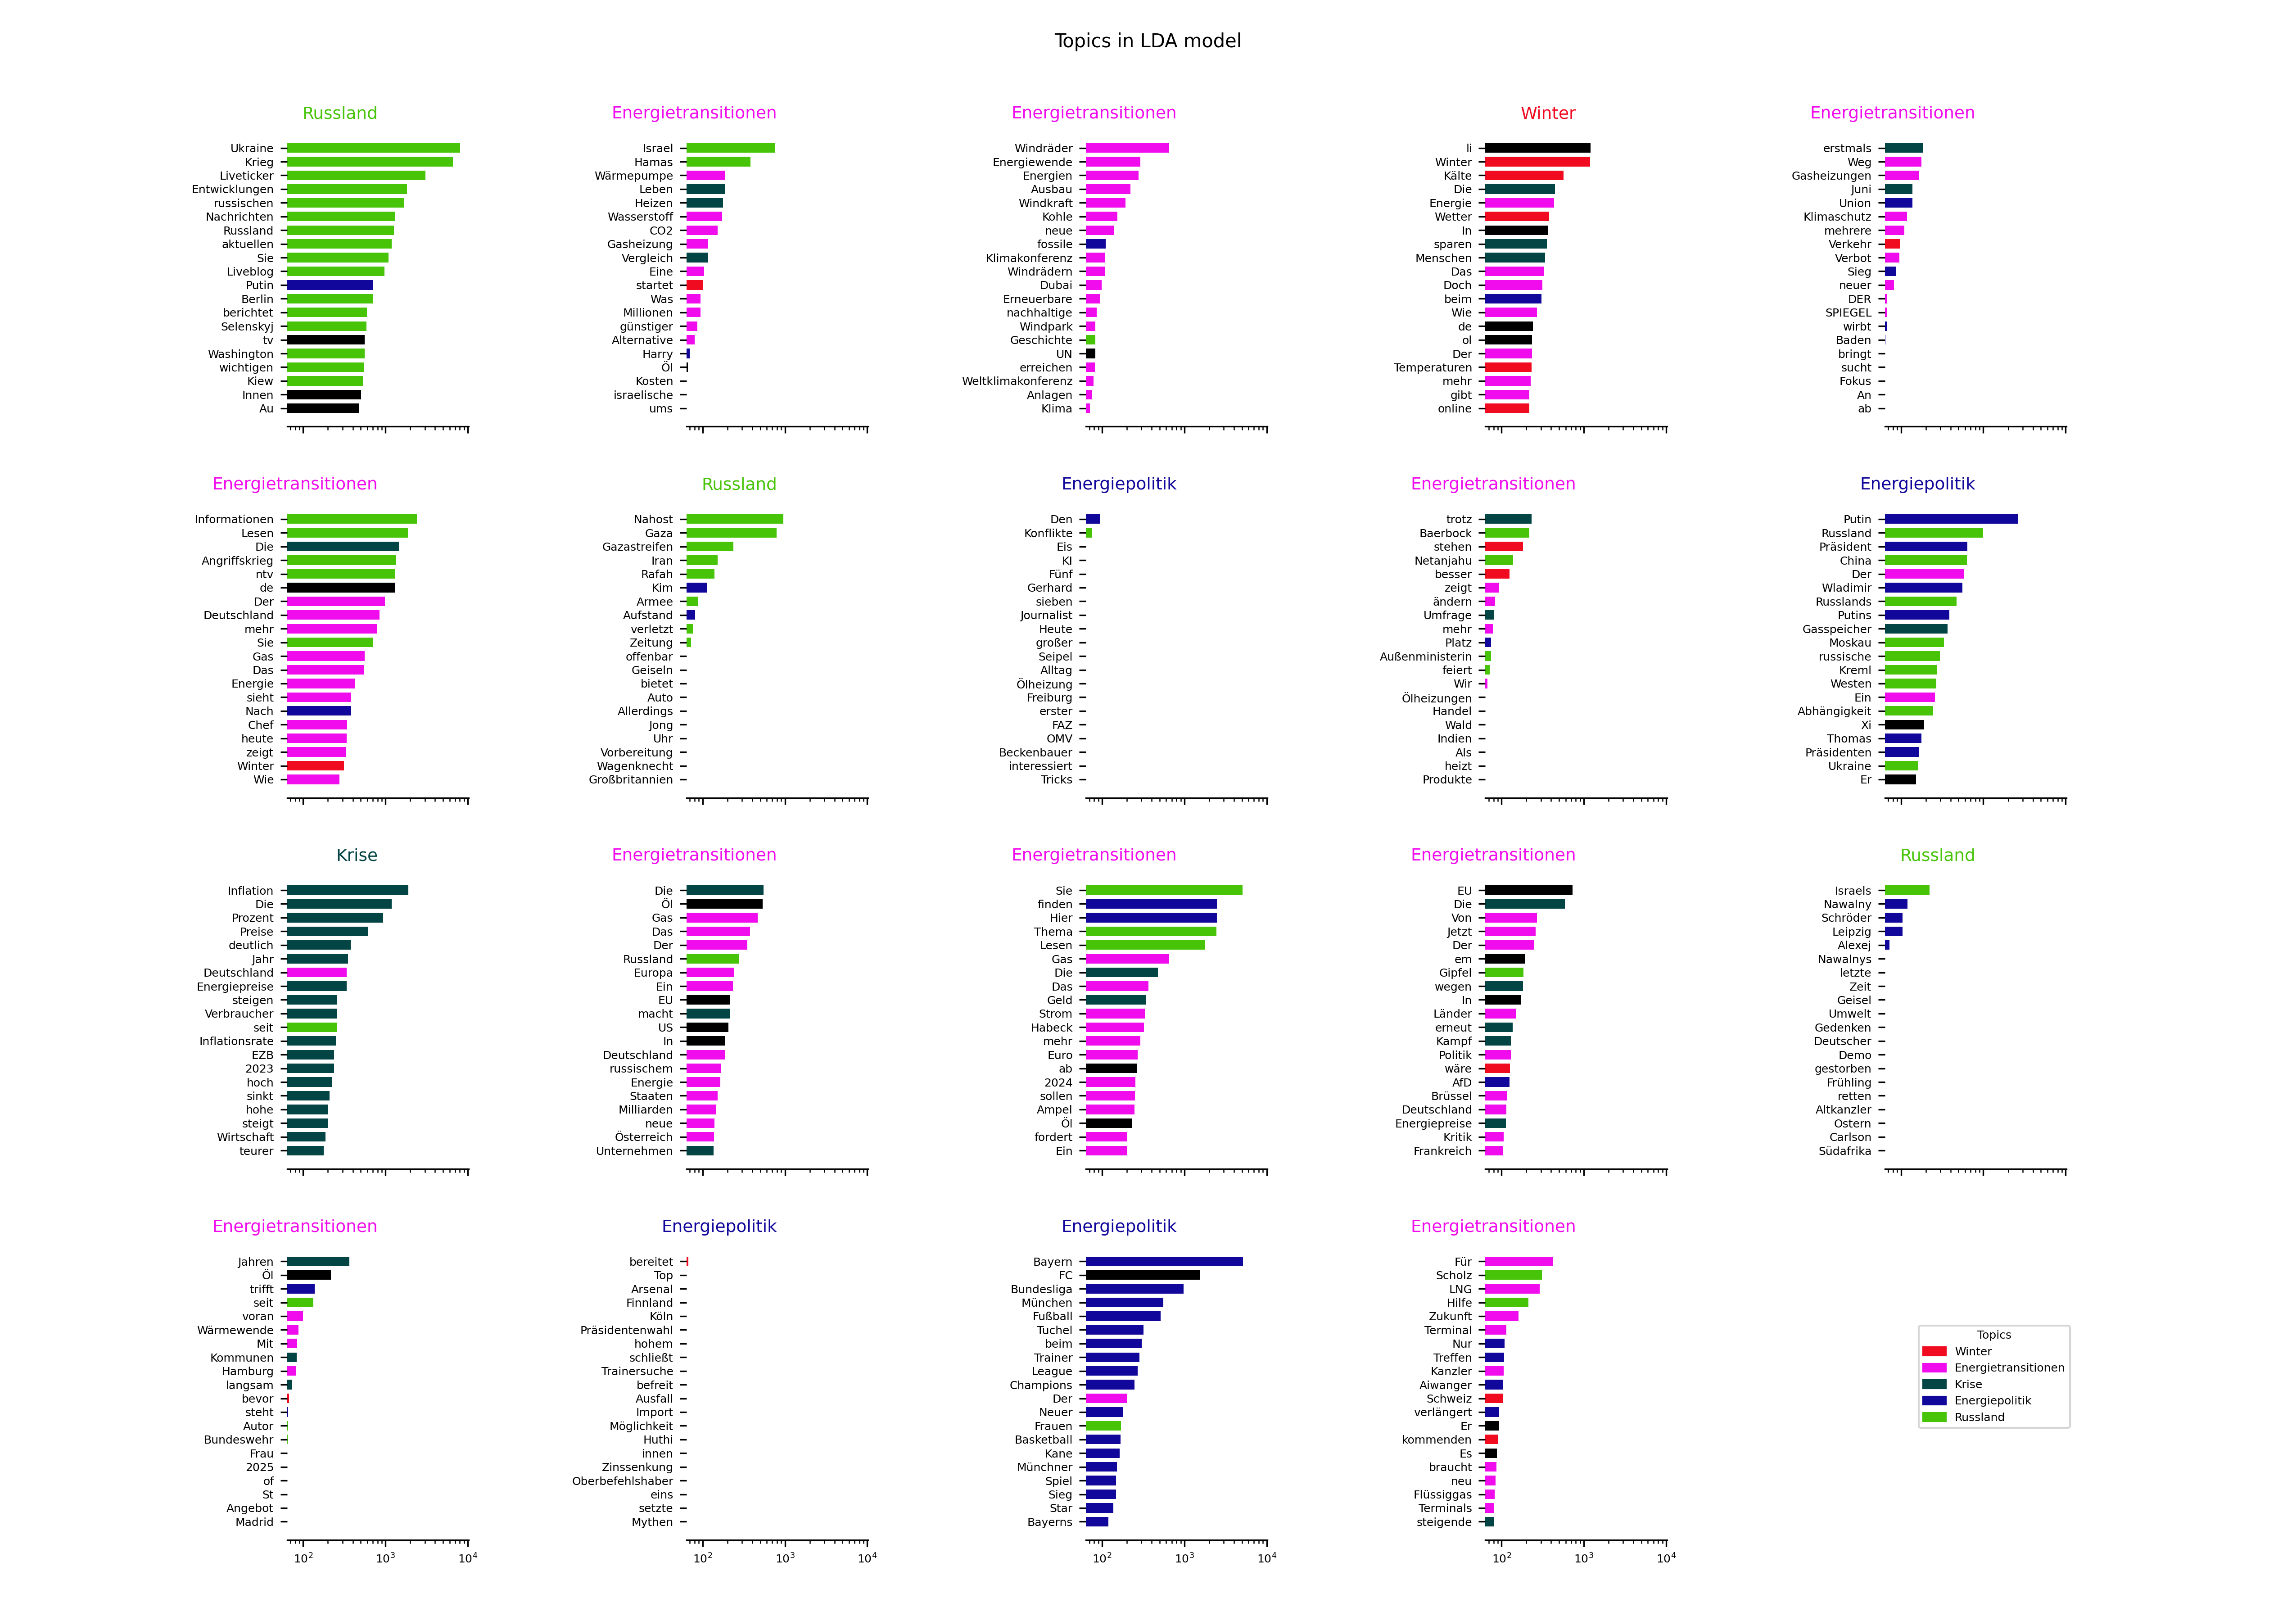 Topics in LDA model
Russland
Ukraine
Krieg
Liveticker
Entwicklungen
russischen
Nachrichten
Russland
aktuellen
Sie
Liveblog
Putin
Berlin
berichtet
Selenskyj
tv
Washington
wichtigen
Kiew
Innen
Au
Energietransitionen
Israel
Hamas
Wärmepumpe
Leben
Heizen
Wasserstoff
CO2
Gasheizung
Vergleich
Eine
startet
Was
Millionen
günstiger
Alternative
Harry
Öl
Kosten
israelische
ums
Energietransitionen
Windräder
Energiewende
Energien
Ausbau
Windkraft
Kohle
neue
fossile
Klimakonferenz
Windrädern
Dubai
Erneuerbare
nachhaltige
Windpark
Geschichte
UN
erreichen
Weltklimakonferenz
Anlagen
Klima
Winter
li
Winter
Kälte
Die
Energie
Wetter
In
sparen
Menschen
Das
Doch
beim
Wie
de
ol
Der
Temperaturen
mehr
gibt
online
Energietransitionen
erstmals
Weg
Gasheizungen
Juni
Union
Klimaschutz
mehrere
Verkehr
Verbot
Sieg
neuer
DER
SPIEGEL
wirbt
Baden
bringt
sucht
Fokus
An
ab
Energietransitionen
Informationen
Lesen
Die
Angriffskrieg
ntv
de
Der
Deutschland
mehr
Sie
Gas
Das
Energie
sieht
Nach
Chef
heute
zeigt
Winter
Wie
Russland
Nahost
Gaza
Gazastreifen
Iran
Rafah
Kim
Armee
Aufstand
verletzt
Zeitung
offenbar
Geiseln
bietet
Auto
Allerdings
Jong
Uhr
Vorbereitung
Wagenknecht
Großbritannien
Energiepolitik
Den
Konflikte
Eis
KI
Fünf
Gerhard
sieben
Journalist
Heute
großer
Seipel
Alltag
Ölheizung
Freiburg
erster
FAZ
OMV
Beckenbauer
interessiert
Tricks
Energietransitionen
trotz
Baerbock
stehen
Netanjahu
besser
zeigt
ändern
Umfrage
mehr
Platz
Außenministerin
feiert
Wir
Ölheizungen
Handel
Wald
Indien
Als
heizt
Produkte
Energiepolitik
Putin
Russland
Präsident
China
Der
Wladimir
Russlands
Putins
Gasspeicher
Moskau
russische
Kreml
Westen
Ein
Abhängigkeit
Xi
Thomas
Präsidenten
Ukraine
Er
Krise
Inflation
Die
Prozent
Preise
deutlich
Jahr
Deutschland
Energiepreise
steigen
Verbraucher
seit
Inflationsrate
EZB
2023
hoch
sinkt
hohe
steigt
Wirtschaft
teurer
Energietransitionen
Die
Öl
Gas
Das
Der
Russland
Europa
Ein
EU
macht
US
In
Deutschland
russischem
Energie
Staaten
Milliarden
neue
Österreich
Unternehmen
Energietransitionen
Sie
finden
Hier
Thema
Lesen
Gas
Die
Das
Geld
Strom
Habeck
mehr
Euro
ab
2024
sollen
Ampel
Öl
fordert
Ein
Energietransitionen
EU
Die
Von
Jetzt
Der
em
Gipfel
wegen
In
Länder
erneut
Kampf
Politik
wäre
AfD
Brüssel
Deutschland
Energiepreise
Kritik
Frankreich
Russland
Israels
Nawalny
Schröder
Leipzig
Alexej
Nawalnys
letzte
Zeit
Geisel
Umwelt
Gedenken
Deutscher
Demo
gestorben
Frühling
retten
Altkanzler
Ostern
Carlson
Südafrika
Energietransitionen
Jahren
Öl
trifft
seit
voran
Wärmewende
Mit
Kommunen
Hamburg
langsam
bevor
steht
Autor
Bundeswehr
Frau
2025
of
St
Angebot
Madrid
10² 10³ 10⁴
Energiepolitik
bereitet
Top
Arsenal
Finnland
Köln
Präsidentenwahl
hohem
schließt
Trainersuche
befreit
Ausfall
Import
Möglichkeit
Huthi
innen
Zinssenkung
Oberbefehlshaber
eins
setzte
Mythen
10² 10³ 10⁴
Energiepolitik
Bayern
FC
Bundesliga
München
Fußball
Tuchel
beim
Trainer
League
Champions
Der
Neuer
Frauen
Basketball
Kane
Münchner
Spiel
Sieg
Star
Bayerns
10² 10³ 10⁴
Energietransitionen
Für
Scholz
LNG
Hilfe
Zukunft
Terminal
Nur
Treffen
Kanzler
Aiwanger
Schweiz
verlängert
Er
kommenden
Es
braucht
neu
Flüssiggas
Terminals
steigende
10² 10³ 10⁴
Topics
Winter
Energietransitionen
Krise
Energiepolitik
Russland